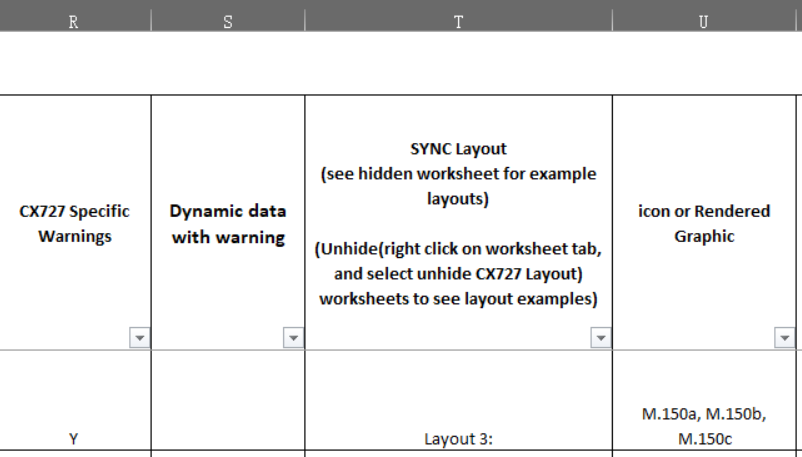 R S T U
CX727 Specific
Warnings
Dynamic data
with warning
SYNC Layout
(see hidden worksheet for example
layouts)
(Unhide(right click on worksheet tab,
and select unhide CX727 Layout)
worksheets to see layout examples)
icon or Rendered
Graphic
Y
Layout 3:
M.150a, M.150b,
M.150c